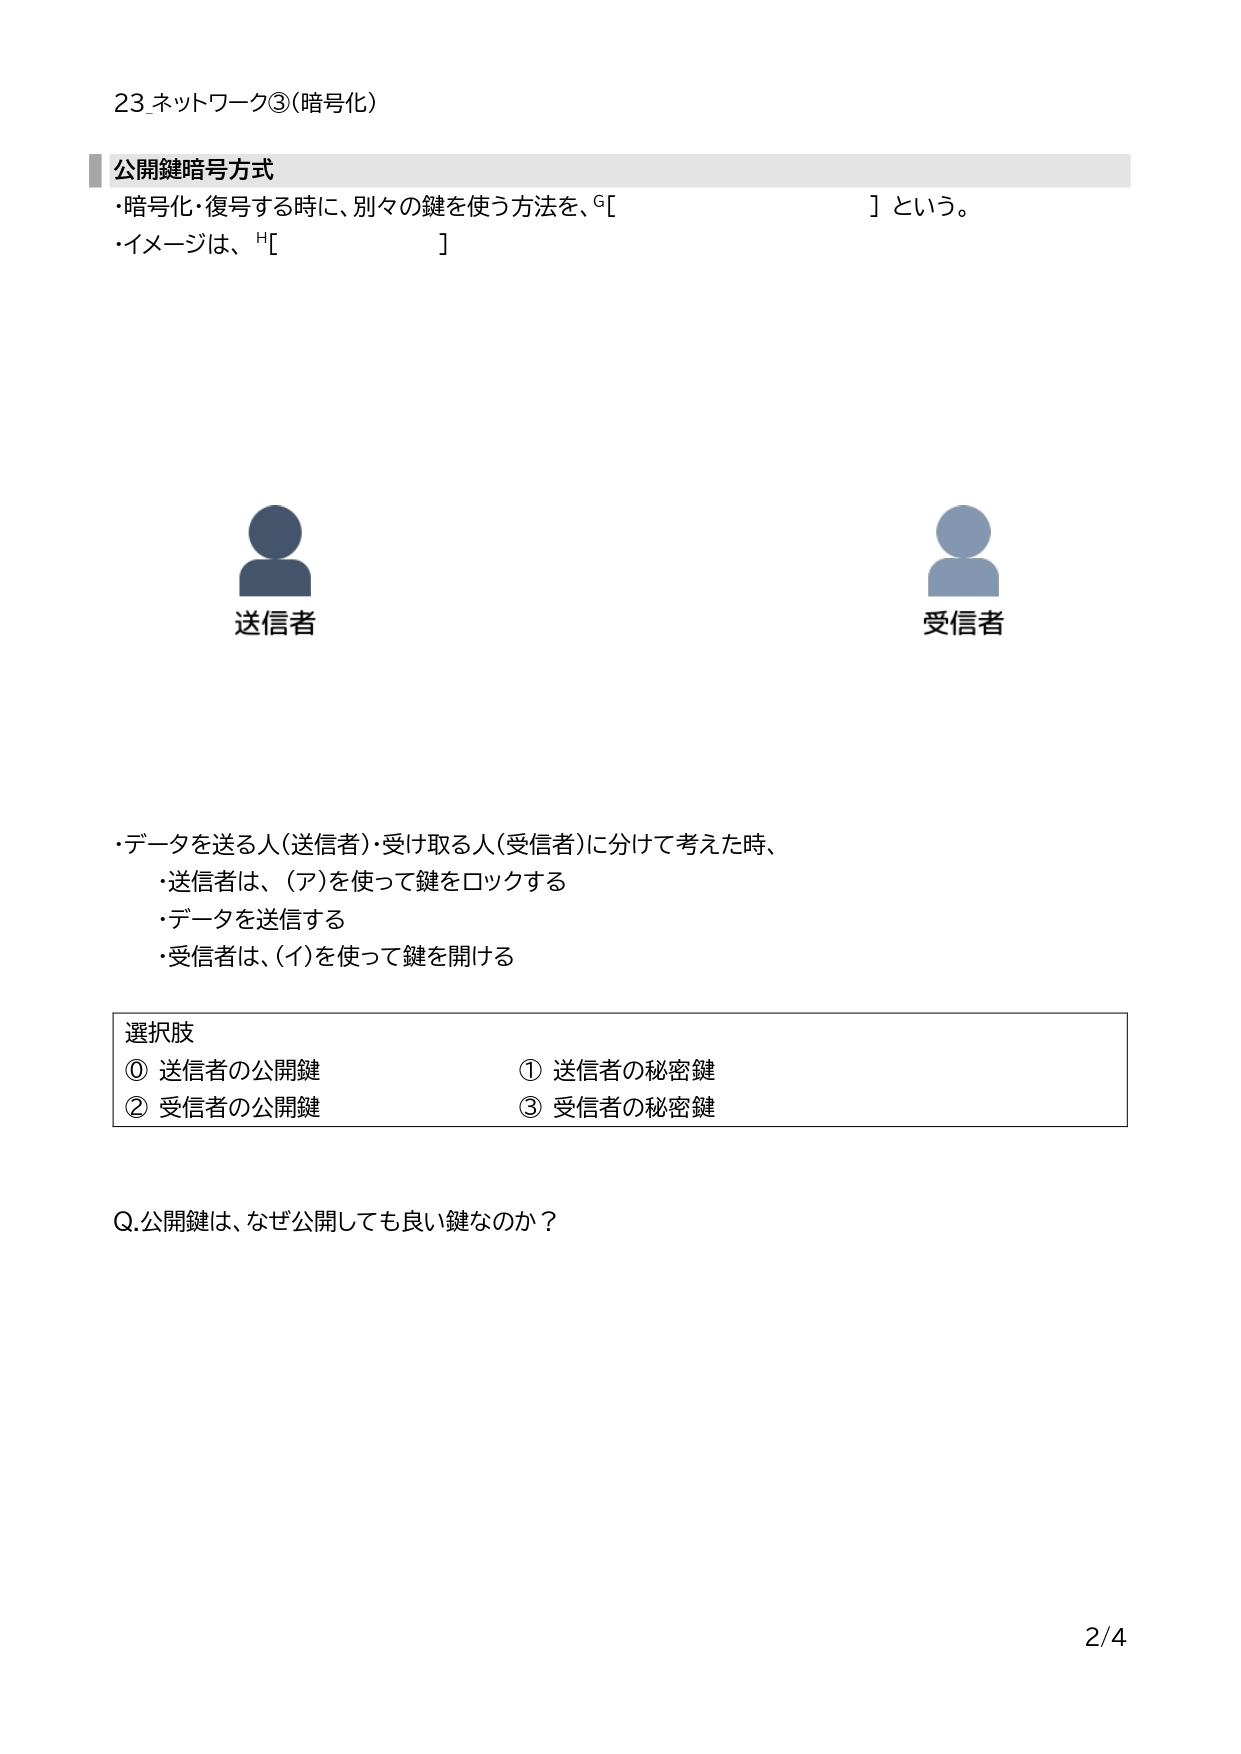 23_ネットワーク③(暗号化)
公開鍵暗号方式
・暗号化・復号する時に、別々の鍵を使う方法を、G[　　　　　　　　　　] という。
・イメージは、 H[　　　　　　　]
送信者
受信者
・データを送る人(送信者)・受け取る人(受信者)に分けて考えた時、
・送信者は、(ア)を使って鍵をロックする
・データを送信する
・受信者は、(イ)を使って鍵を開ける
選択肢
⓪ 送信者の公開鍵　　　　① 送信者の秘密鍵
② 受信者の公開鍵　　　　③ 受信者の秘密鍵
Q.公開鍵は、なぜ公開しても良い鍵なのか？
2/4